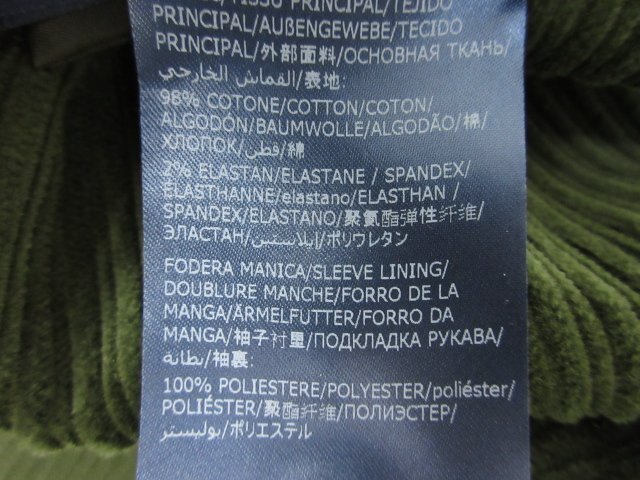 TISSU PRINCIPAL/TEJIDO
PRINCIPAL/AUßENGEWEBE/TECIDO
PRINCIPAL/外部面料/ОСНОВНАЯ ТКАНЬ/
القماش الخارجي/表地:
98% COTONE/COTTON/COTON/
ALGODÓN/BAUMWOLLE/ALGODÃO/棉/
ХЛОПОК/قطن/綿
2% ELASTAN/ELASTANE / SPANDEX/
ELASTHANNE/elastano/ELASTHAN /
SPANDEX/ELASTANO/聚氨酯弹性纤维/
ЭЛАСТАН/إيلاستين/ポリウレタン
FODERA MANICA/SLEEVE LINING/
DOUBLURE MANCHE/FORRO DE LA
MANGA/ÄRMELFUTTER/FORRO DA
MANGA/袖子衬里/ПОДКЛАДКА РУКАВА/
بطانة/袖裏:
100% POLIESTERE/POLYESTER/poliéster/
POLIÉSTER/聚酯纤维/ПОЛИЭСТЕР/
بوليستر/ポリエステル